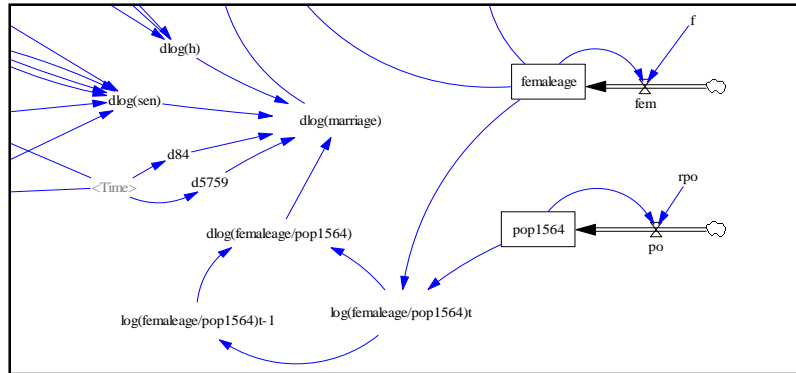 f
dlog(h)
femaleage
dlog(sen)
fem
dlog(marriage)
d84
<Time>
d5759
rpo
dlog(femaleage/pop1564)
pop1564
po
log(femaleage/pop1564)t-1
log(femaleage/pop1564)t